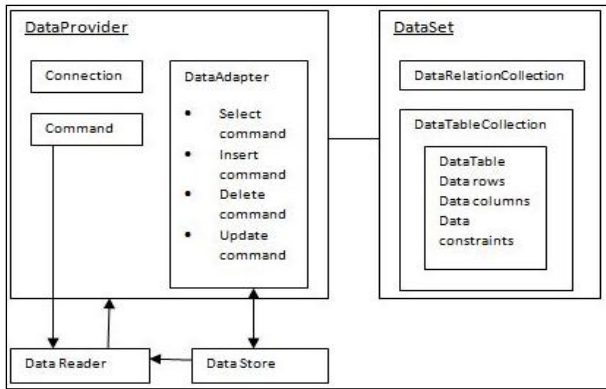 DataProvider
Connection
Command
DataAdapter
• Select
command
• Insert
command
• Delete
command
• Update
command
DataSet
DataRelationCollection
DataTableCollection
DataTable
Data rows
Data columns
Data
constraints
Data Reader
Data Store